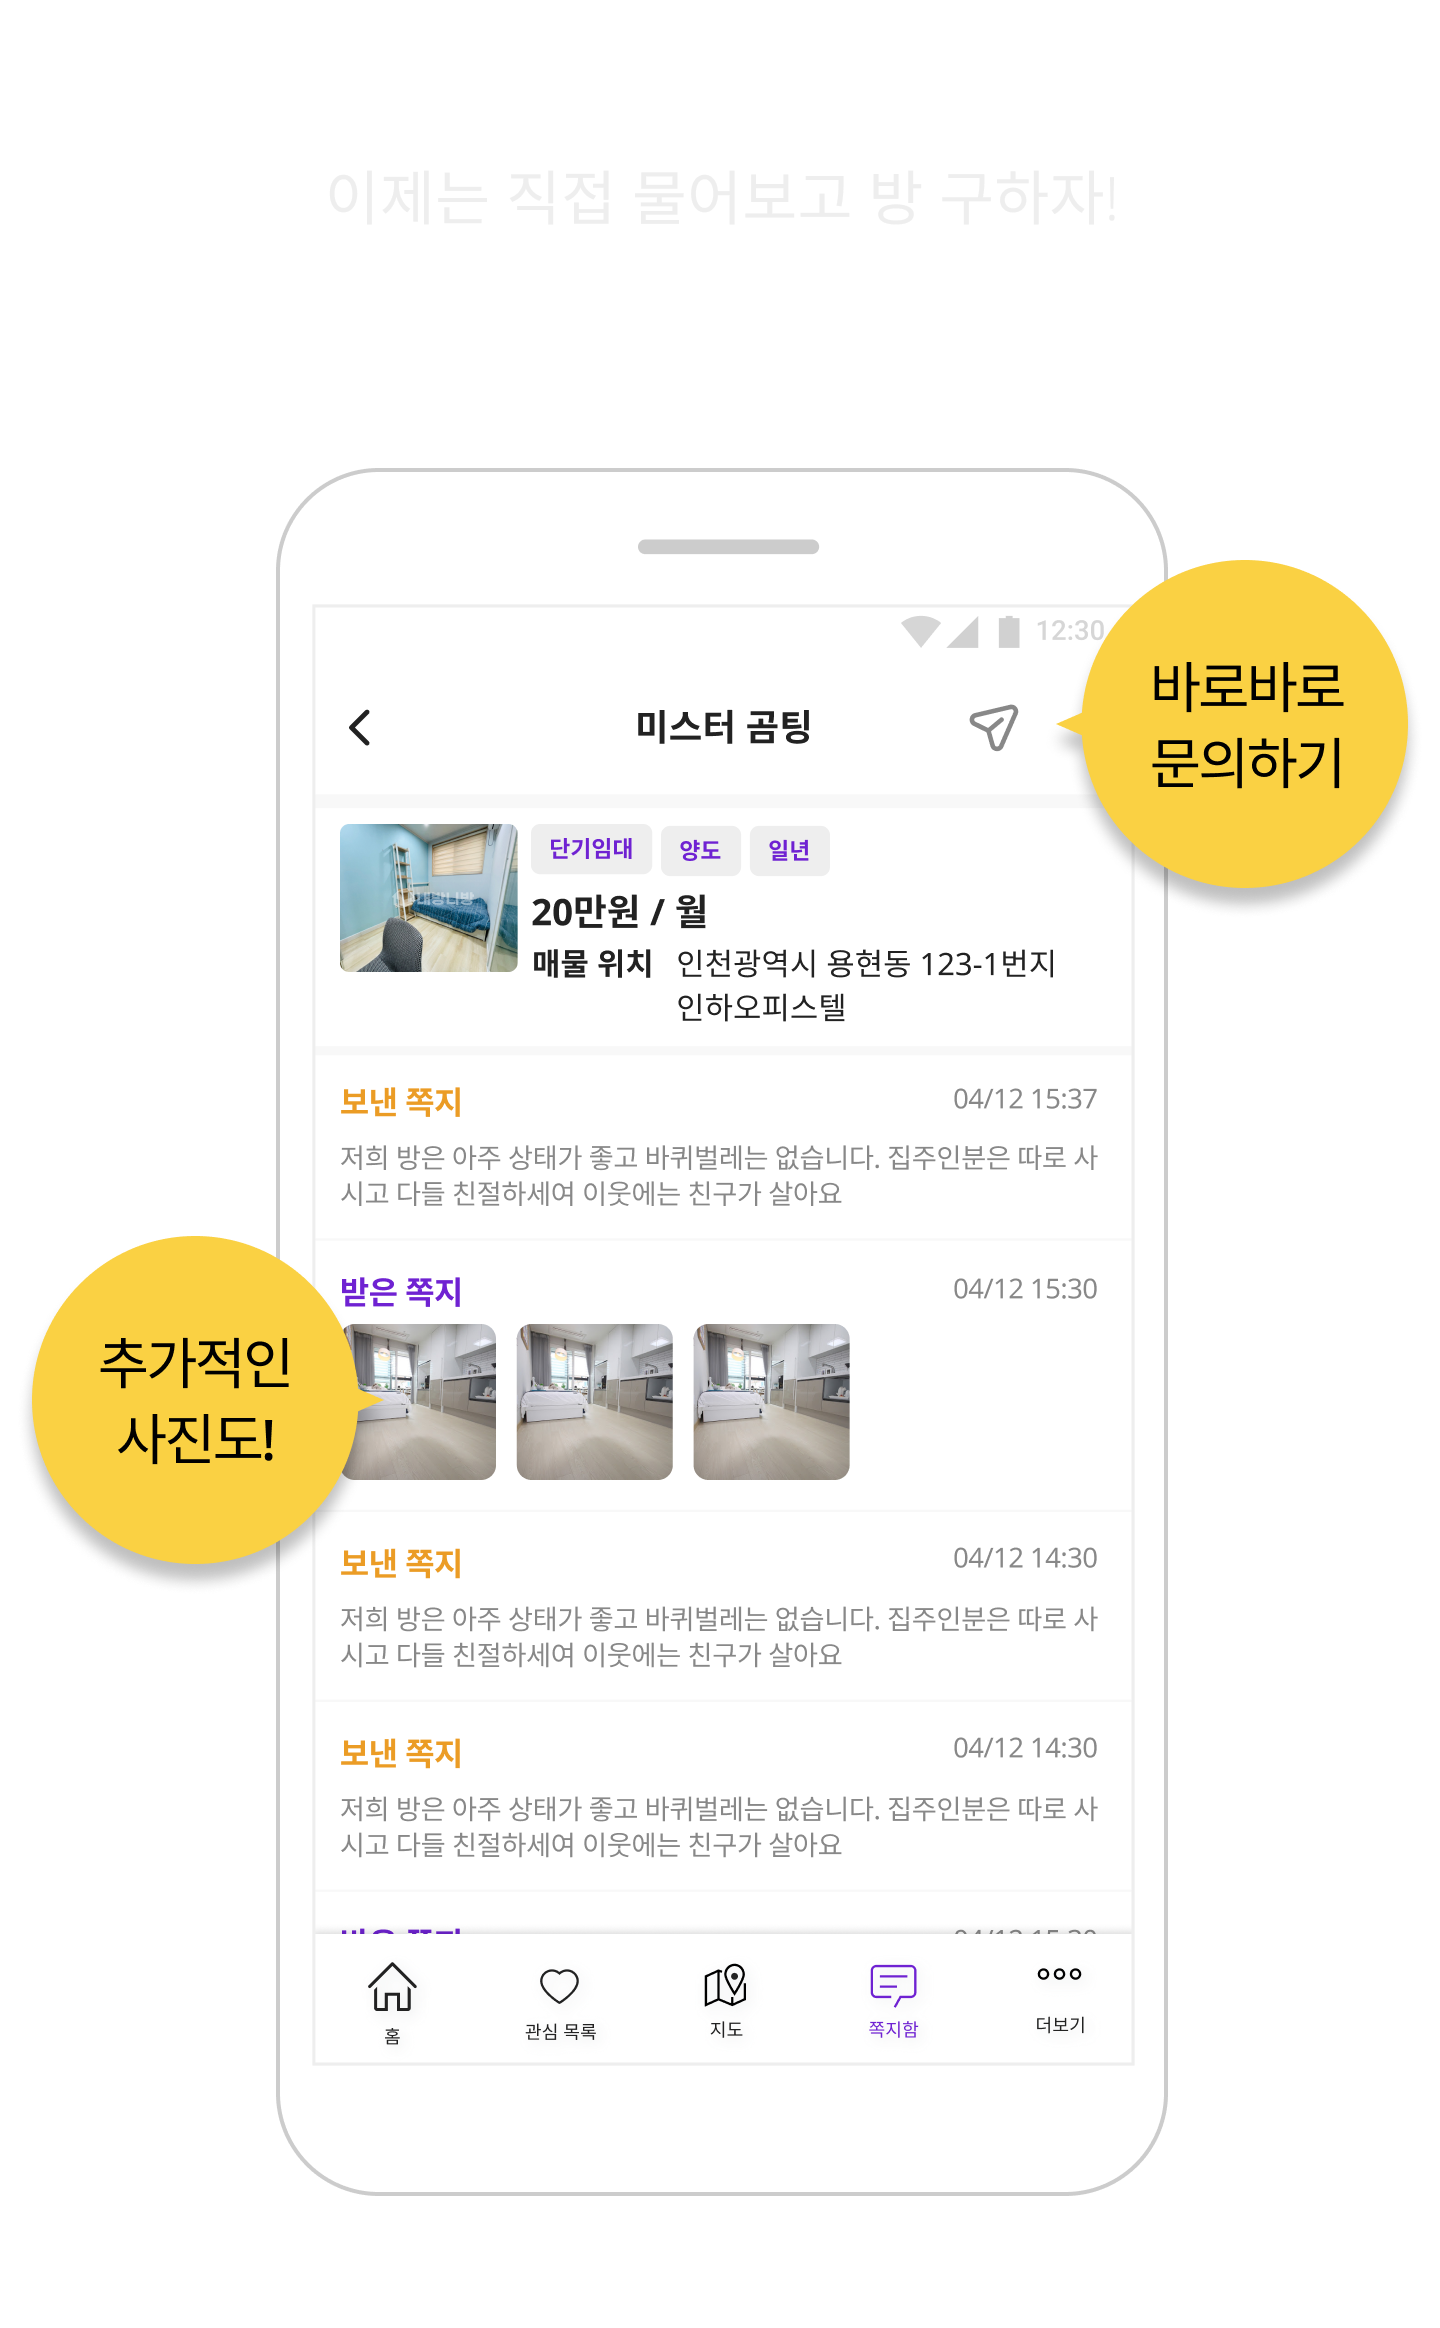 이제는 직접 물어보고 방 구하자!
12:30
미스터 곰팅
바로바로
문의하기
단기임대 양도 일년
내방니방
20만원 / 월
매물 위치 인천광역시 용현동 123-1번지
인하오피스텔
보낸 쪽지 04/12 15:37
저희 방은 아주 상태가 좋고 바퀴벌레는 없습니다. 집주인분은 따로 사
시고 다들 친절하세여 이웃에는 친구가 살아요
받은 쪽지 04/12 15:30
추가적인
사진도!
보낸 쪽지 04/12 14:30
저희 방은 아주 상태가 좋고 바퀴벌레는 없습니다. 집주인분은 따로 사
시고 다들 친절하세여 이웃에는 친구가 살아요
보낸 쪽지 04/12 14:30
저희 방은 아주 상태가 좋고 바퀴벌레는 없습니다. 집주인분은 따로 사
시고 다들 친절하세여 이웃에는 친구가 살아요
홈 관심 목록 지도 쪽지함 더보기